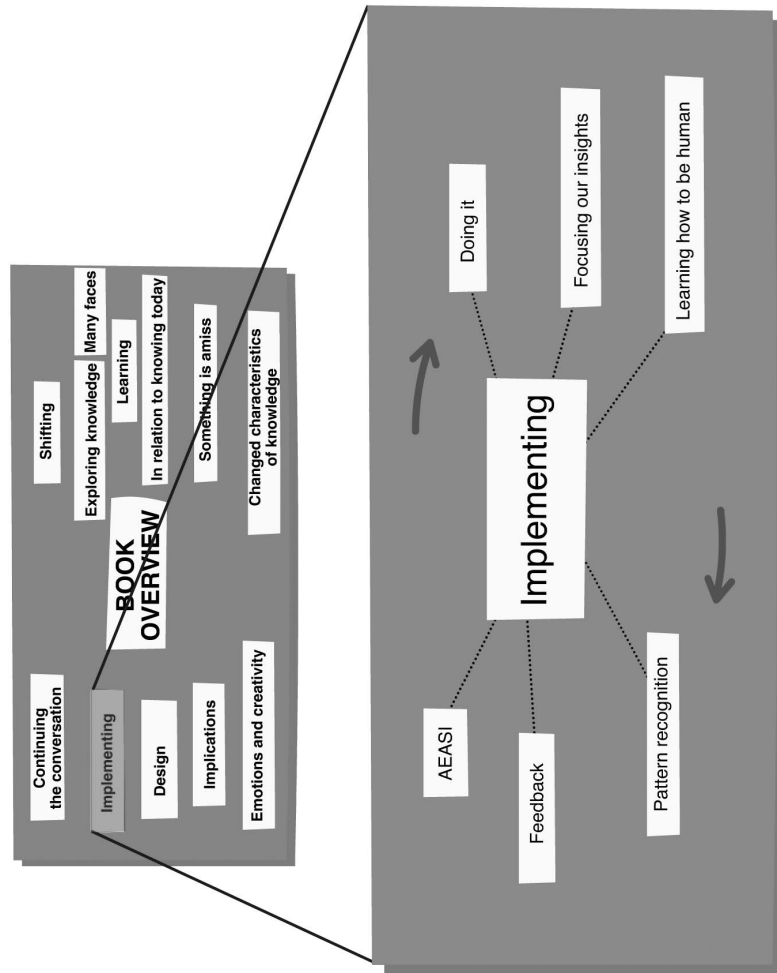 Continuing
the conversation
Implementing
Design
Implications
Emotions and creativity
BOOK
OVERVIEW
Shifting
Exploring knowledge
Many faces
Learning
In relation to knowing today
Something is amiss
Changed characteristics
of knowledge
AEASI
Feedback
Pattern recognition
Implementing
Doing it
Focusing our insights
Learning how to be human